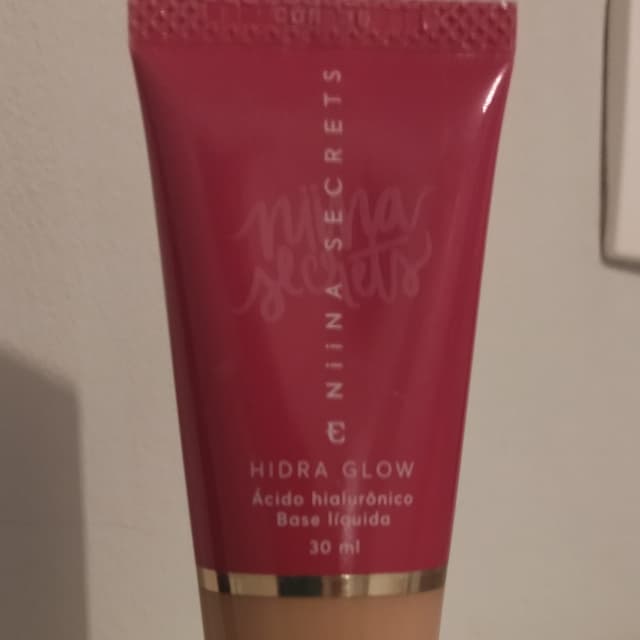 NiiNA SECRETS
niina
secrets
HIDRA GLOW
Ácido hialurônico
Base líquida
30 ml